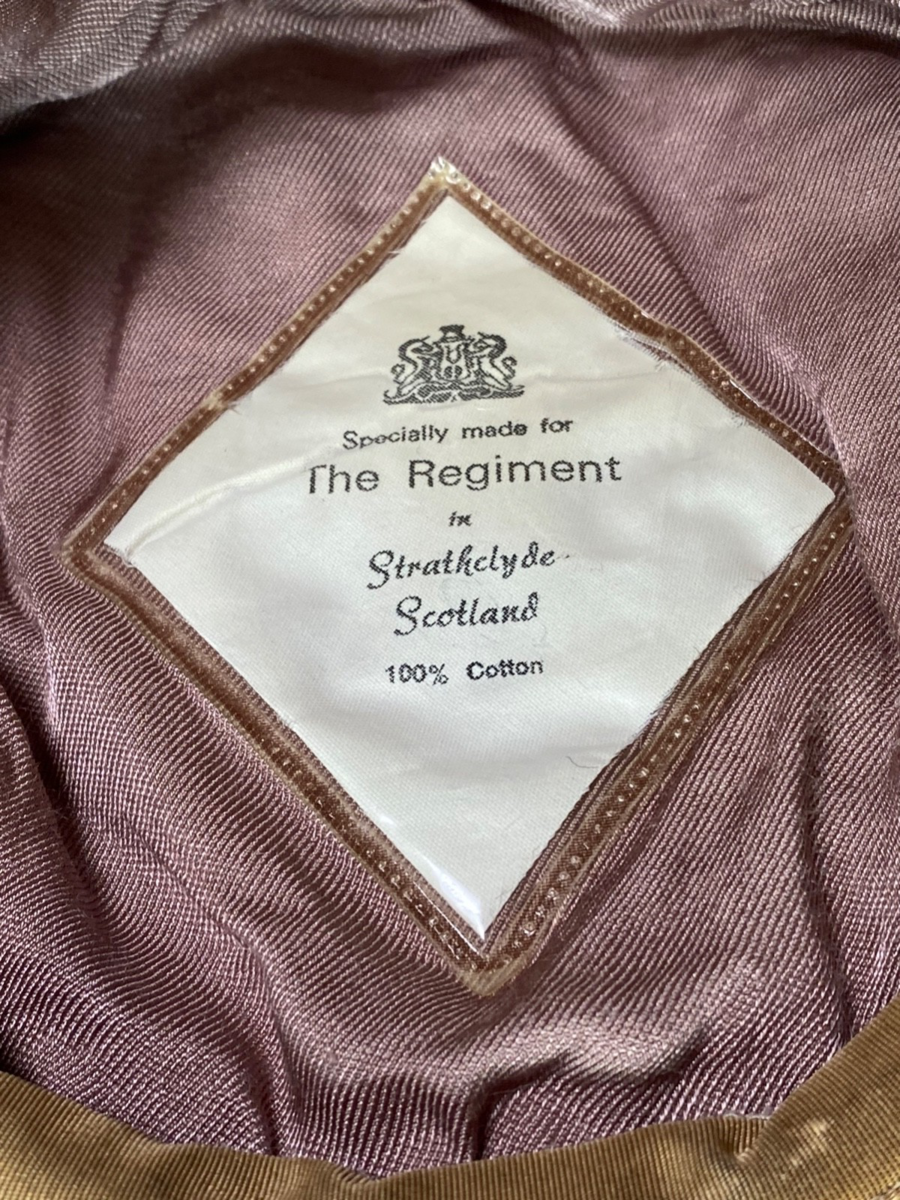 Specially made for
The Regiment
in
Strathclyde
Scotland
100% Cotton